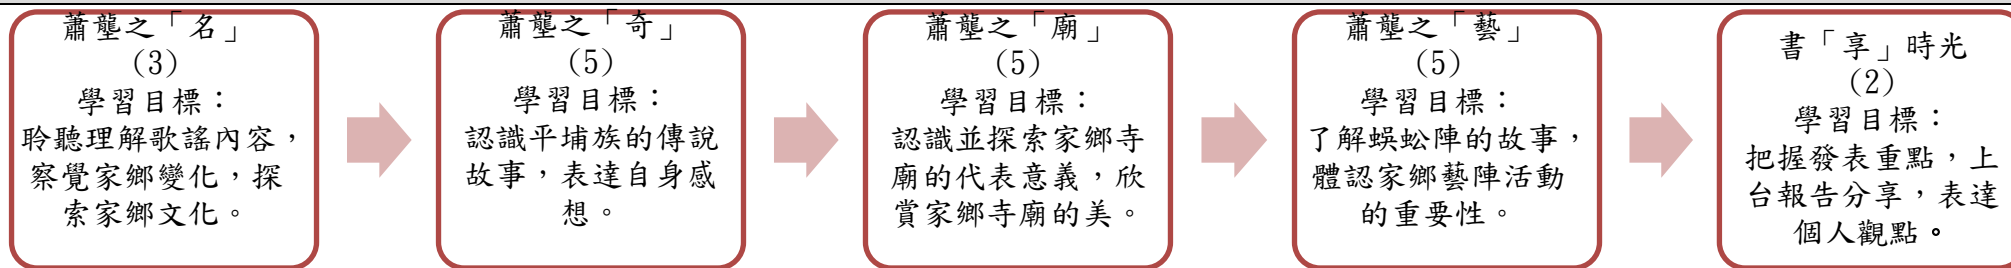 蕭壟之「名」
(3)
學習目標：
聆聽理解歌謠內容，
察覺家鄉變化，探
索家鄉文化。
蕭壟之「奇」
(5)
學習目標：
認識平埔族的傳說
故事，表達自身感
想。
蕭壟之「廟」
(5)
學習目標：
認識並探索家鄉寺
廟的代表意義，欣
賞家鄉寺廟的美。
蕭壟之「藝」
(5)
學習目標：
了解蜈蚣陣的故事，
體認家鄉藝陣活動
的重要性。
書「享」時光
(2)
學習目標：
把握發表重點，上
台報告分享，表達
個人觀點。